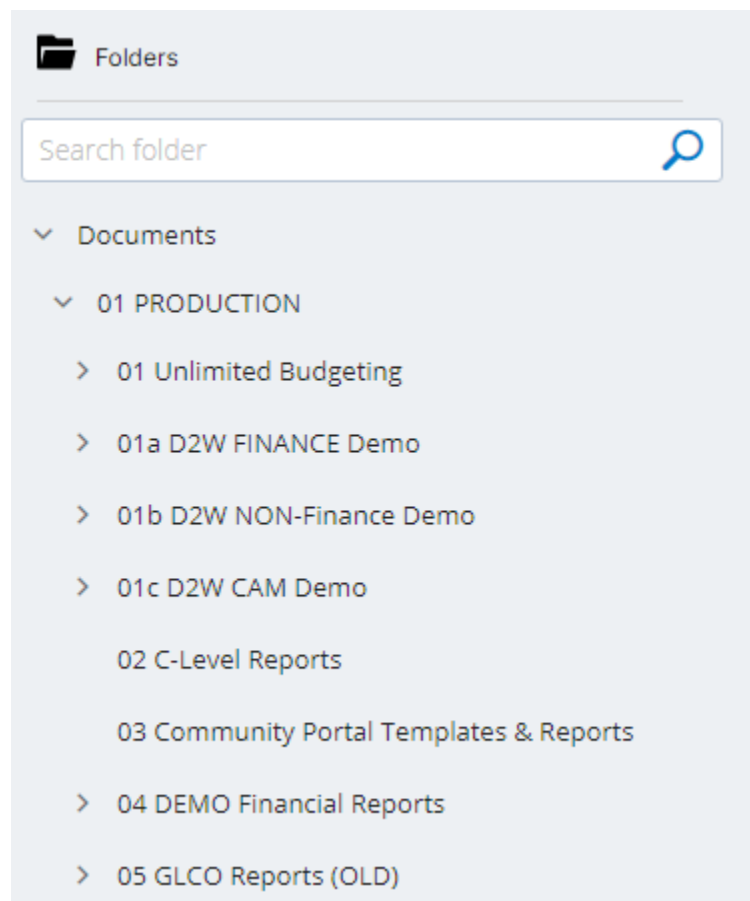 Folders
Search folder
Documents
01 PRODUCTION
01 Unlimited Budgeting
01a D2W FINANCE Demo
01b D2W NON-Finance Demo
01c D2W CAM Demo
02 C-Level Reports
03 Community Portal Templates & Reports
04 DEMO Financial Reports
05 GLCO Reports (OLD)